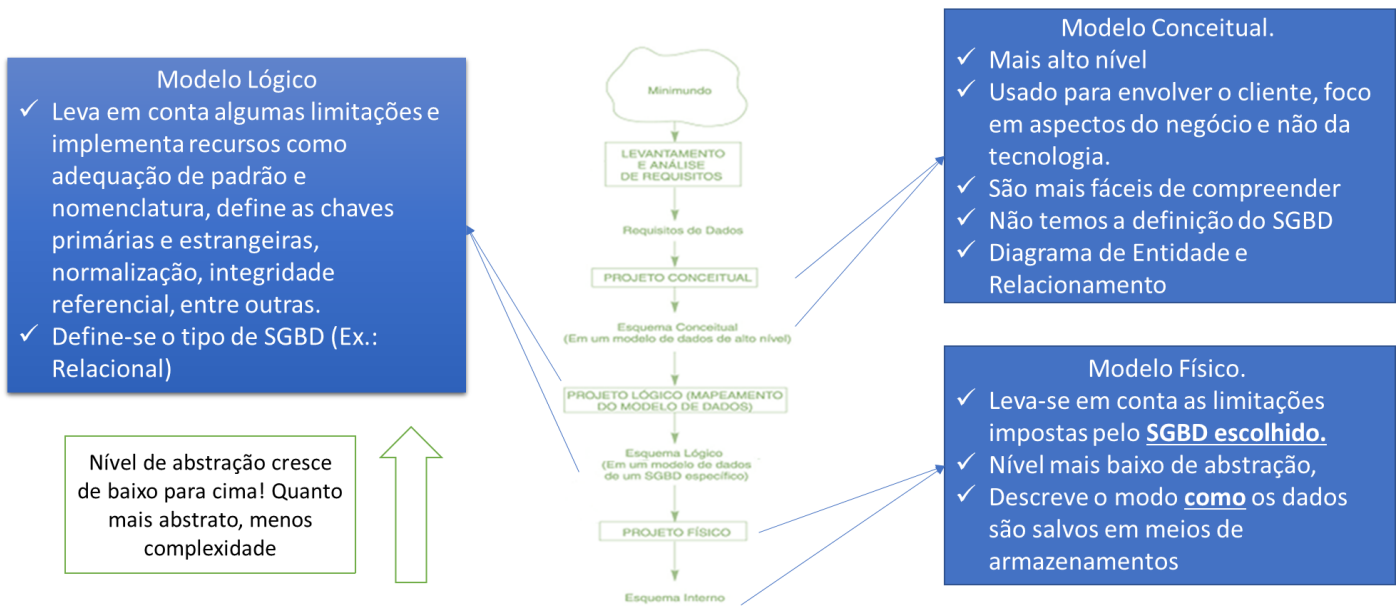 Modelo Lógico
✓ Leva em conta algumas limitações e
implementa recursos como
adequação de padrão e
nomenclatura, define as chaves
primárias e estrangeiras,
normalização, integridade
referencial, entre outras.
✓ Define-se o tipo de SGBD (Ex.:
Relacional)
Nível de abstração cresce
de baixo para cima! Quanto
mais abstrato, menos
complexidade
Minimundo
LEVANTAMENTO
E ANÁLISE
DE REQUISITOS
Requisitos de Dados
PROJETO CONCEITUAL
Esquema Conceitual
(Em um modelo de dados de alto nível)
PROJETO LÓGICO (MAPEAMENTO
DO MODELO DE DADOS)
Esquema Lógico
(Em um modelo de dados
de um SGBD específico)
PROJETO FÍSICO
Esquema Interno
Modelo Conceitual.
✓ Mais alto nível
✓ Usado para envolver o cliente, foco
em aspectos do negócio e não da
tecnologia.
✓ São mais fáceis de compreender
✓ Não temos a definição do SGBD
✓ Diagrama de Entidade e
Relacionamento
Modelo Físico.
✓ Leva-se em conta as limitações
impostas pelo SGBD escolhido.
✓ Nível mais baixo de abstração,
✓ Descreve o modo como os dados
são salvos em meios de
armazenamentos